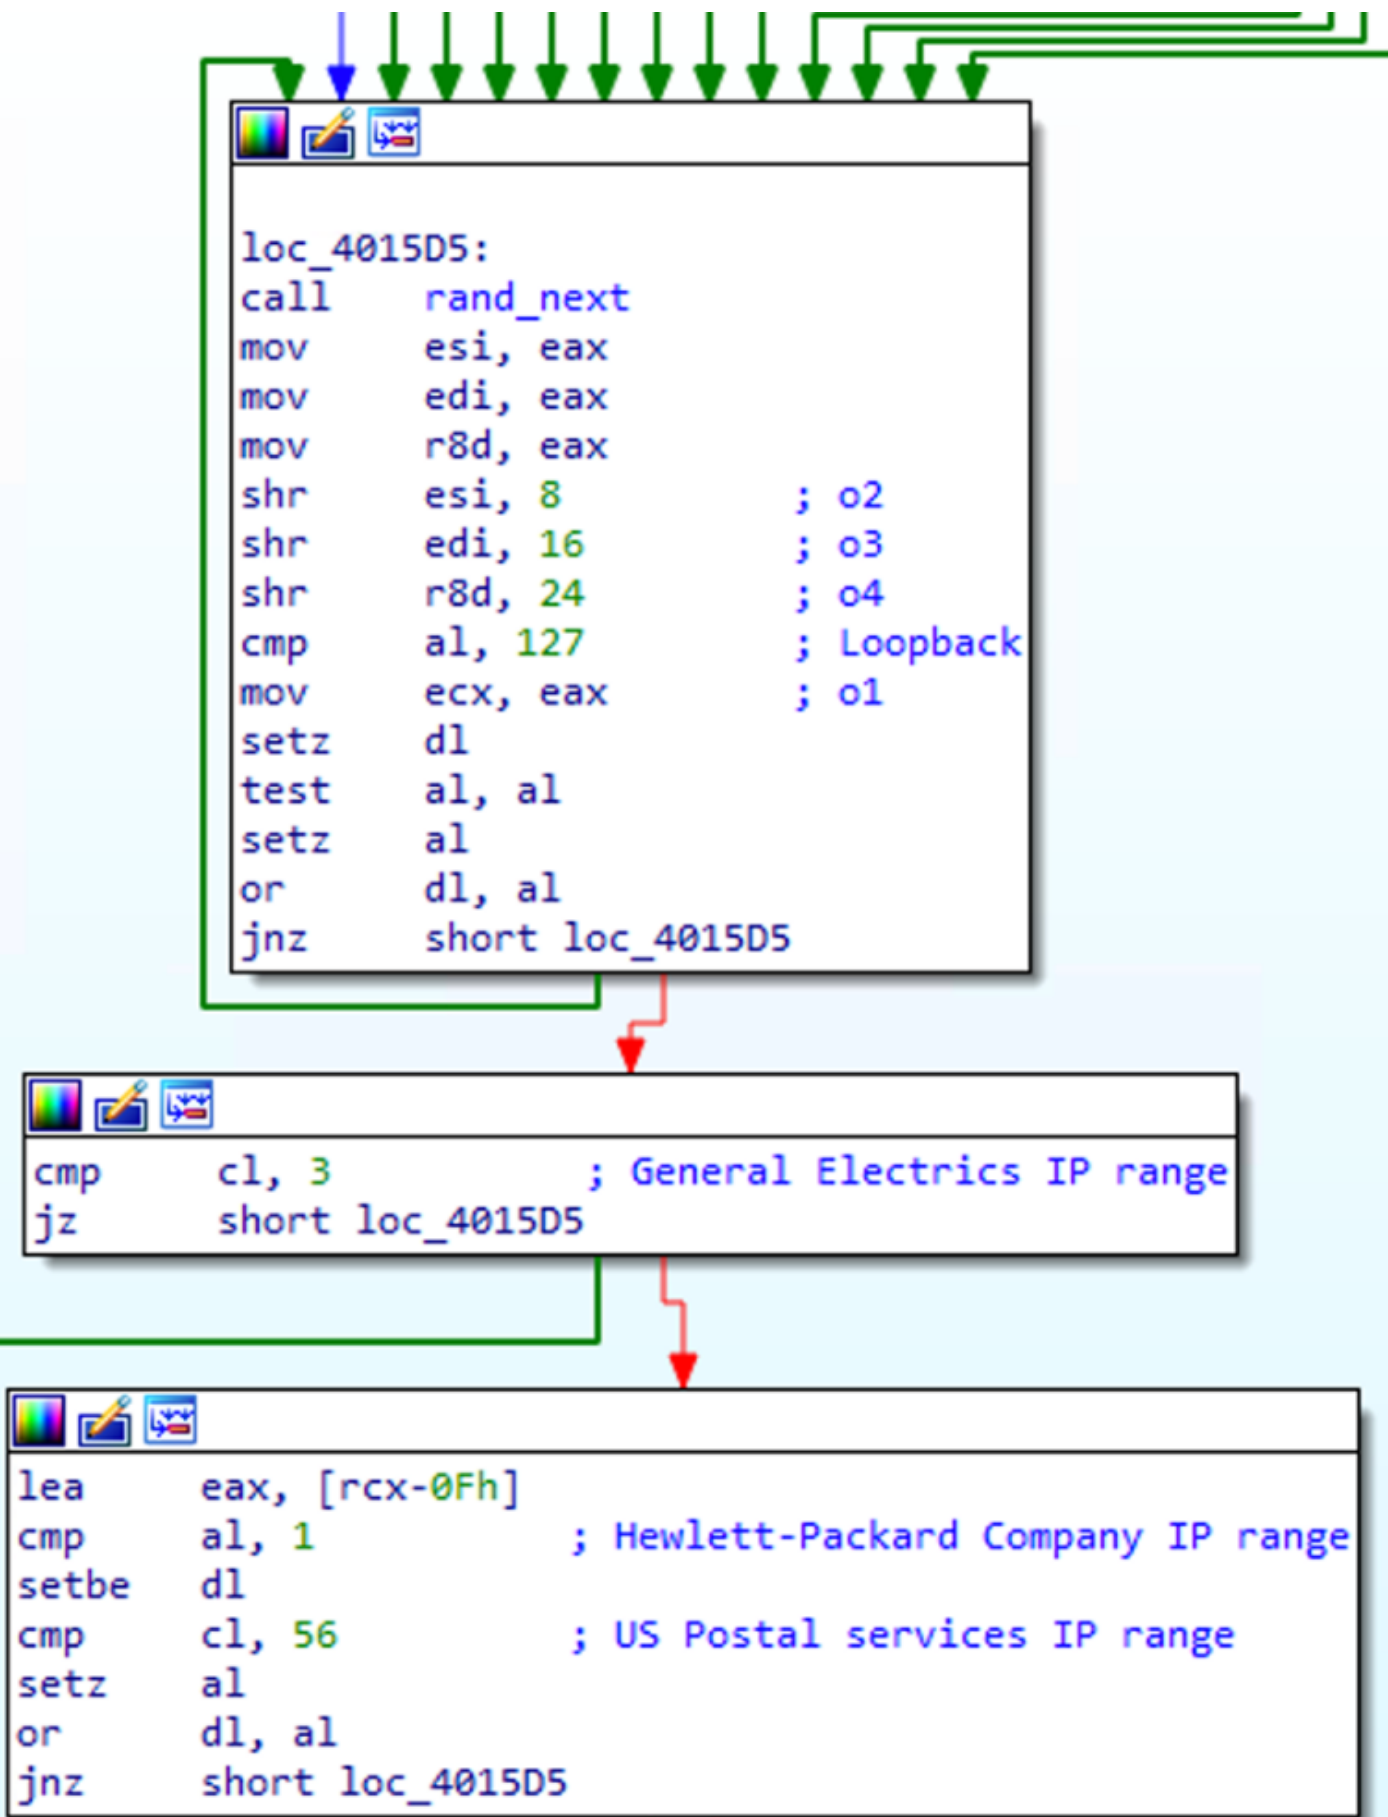 loc_4015D5:
call rand_next
mov esi, eax
mov edi, eax
mov r8d, eax
shr esi, 8 ; o2
shr edi, 16 ; o3
shr r8d, 24 ; o4
cmp al, 127 ; Loopback
mov ecx, eax ; o1
setz dl
test al, al
setz al
or dl, al
jnz short loc_4015D5
cmp cl, 3 ; General Electrics IP range
jz short loc_4015D5
lea eax, [rcx-0Fh]
cmp al, 1 ; Hewlett-Packard Company IP range
setbe dl
cmp cl, 56 ; US Postal services IP range
setz al
or dl, al
jnz short loc_4015D5